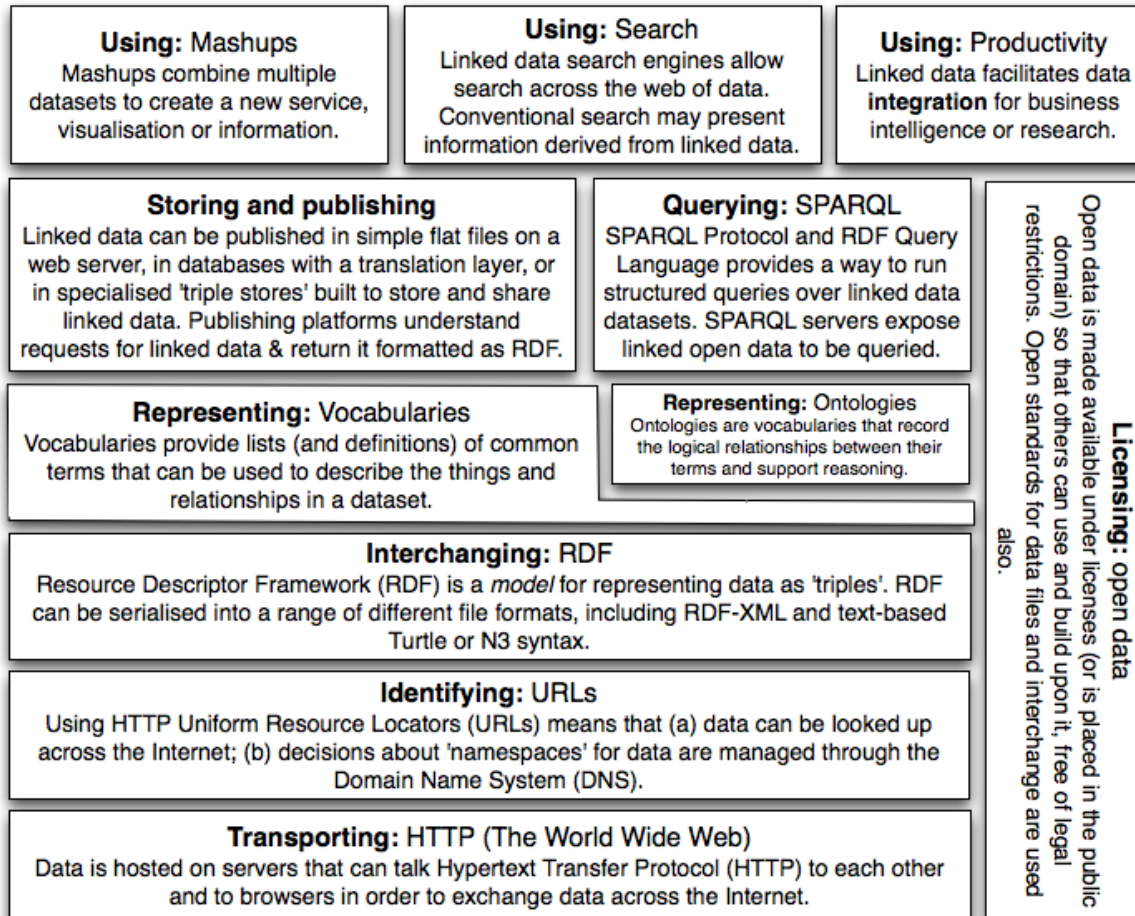 Using: Mashups
Mashups combine multiple
datasets to create a new service,
visualisation or information.
Using: Search
Linked data search engines allow
search across the web of data.
Conventional search may present
information derived from linked data.
Using: Productivity
Linked data facilitates data
integration for business
intelligence or research.
Storing and publishing
Linked data can be published in simple flat files on a
web server, in databases with a translation layer, or
in specialised 'triple stores' built to store and share
linked data. Publishing platforms understand
requests for linked data & return it formatted as RDF.
Querying: SPARQL
SPARQL Protocol and RDF Query
Language provides a way to run
structured queries over linked data
datasets. SPARQL servers expose
linked open data to be queried.
Representing: Vocabularies
Vocabularies provide lists (and definitions) of common
terms that can be used to describe the things and
relationships in a dataset.
Representing: Ontologies
Ontologies are vocabularies that record
the logical relationships between their
terms and support reasoning.
Interchanging: RDF
Resource Descriptor Framework (RDF) is a model for representing data as 'triples'. RDF
can be serialised into a range of different file formats, including RDF-XML and text-based
Turtle or N3 syntax.
Identifying: URLs
Using HTTP Uniform Resource Locators (URLs) means that (a) data can be looked up
across the Internet; (b) decisions about 'namespaces' for data are managed through the
Domain Name System (DNS).
Transporting: HTTP (The World Wide Web)
Data is hosted on servers that can talk Hypertext Transfer Protocol (HTTP) to each other
and to browsers in order to exchange data across the Internet.
Licensing: open data
Open data is made available under licenses (or is placed in the public
domain) so that others can use and build upon it, free of legal
restrictions. Open standards for data files and interchange are used
also.